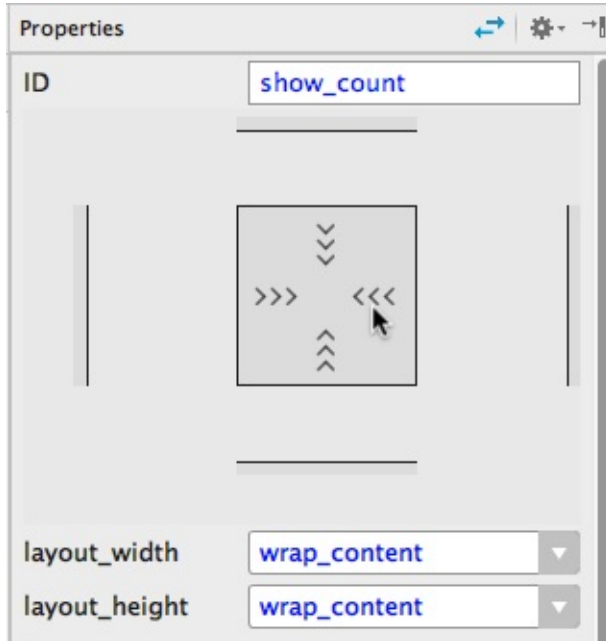 Properties
ID
show_count
layout_width
wrap_content
layout_height
wrap_content